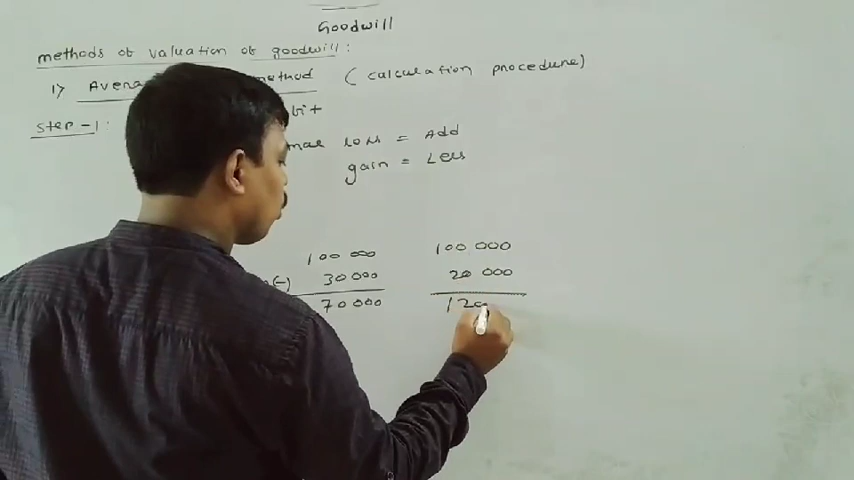 Goodwill
methods of valuation of goodwill :
1) Avera method (calculation procedure)
step-1 : bit
mal loss = Add
gain = Less
100 000 100 000
(-) 30 000 20 000
70 000 120